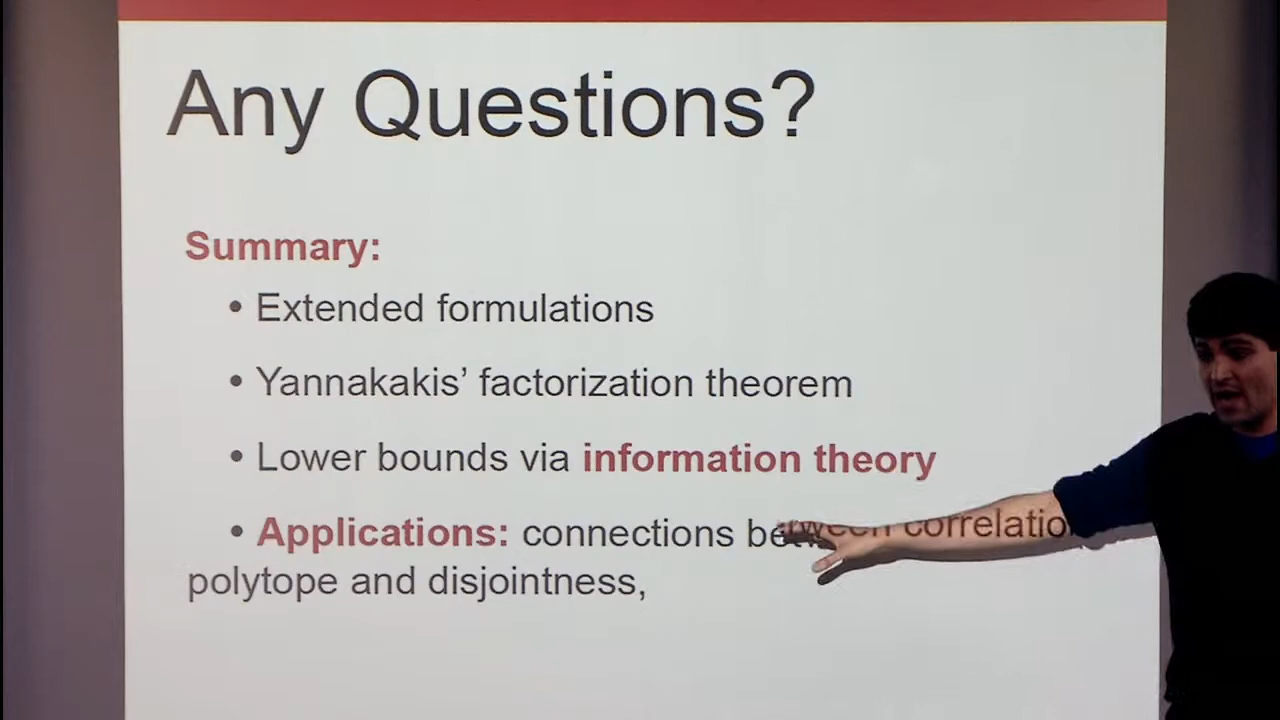 Any Questions?
Summary:
• Extended formulations
• Yannakakis’ factorization theorem
• Lower bounds via information theory
• Applications: connections between correlation
polytope and disjointness,